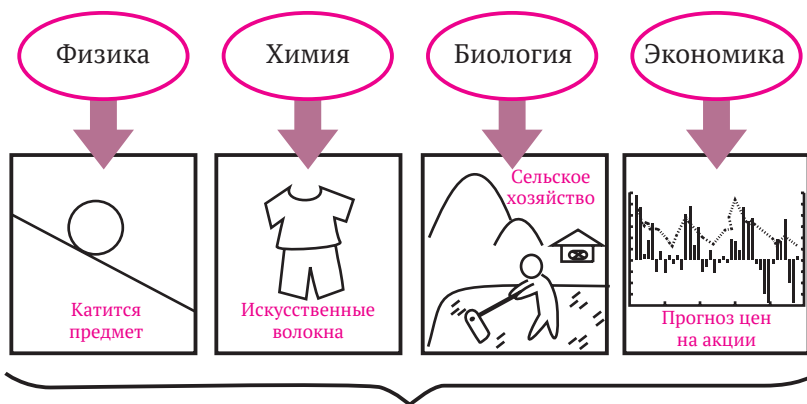 Физика
Химия
Биология
Экономика
Катится
предмет
Искусственные
волокна
Сельское
хозяйство
Прогноз цен
на акции